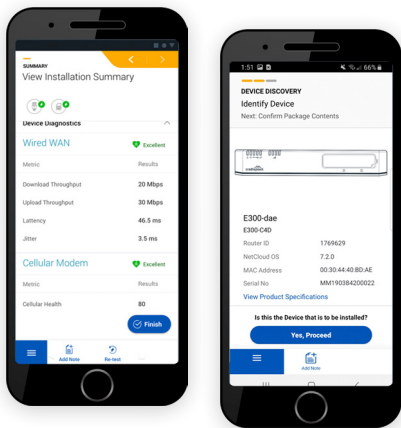 SUMMARY
View Installation Summary
Device Diagnostics
Wired WAN Excellent
Metric Results
Download Throughput 20 Mbps
Upload Throughput 30 Mbps
Lattency 46.5 ms
Jitter 3.5 ms
Cellular Modem Excellent
Metric Results
Cellular Health 80
Finish
Add Note Re-test
1:51 66%
DEVICE DISCOVERY
Identify Device
Next: Confirm Package Contents
cradlepoint
E300-dae
E300-C4D
Router ID 1769629
NetCloud OS 7.2.0
MAC Address 00:30:44:40:BD:AE
Serial No MM190384200022
View Product Specifications
Is this the Device that is to be installed?
Yes, Proceed
Add Note